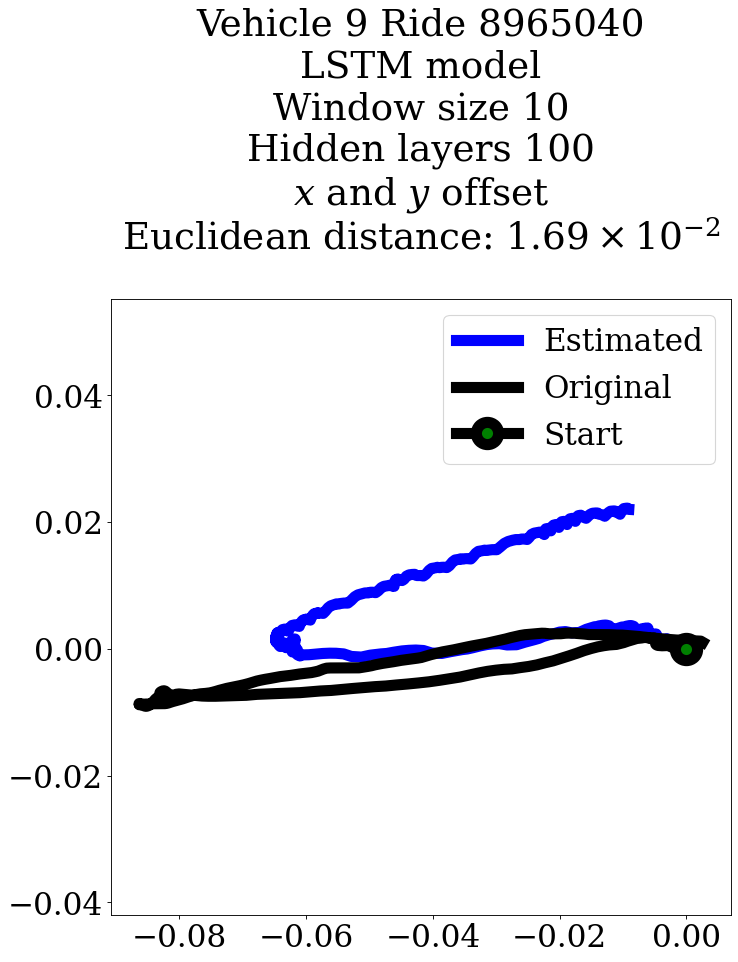 Vehicle 9 Ride 8965040
LSTM model
Window size 10
Hidden layers 100
x and y offset
Euclidean distance: 1.69 × 10⁻²
Estimated
Original
Start
0.04
0.02
0.00
−0.02
−0.04
−0.08 −0.06 −0.04 −0.02 0.00